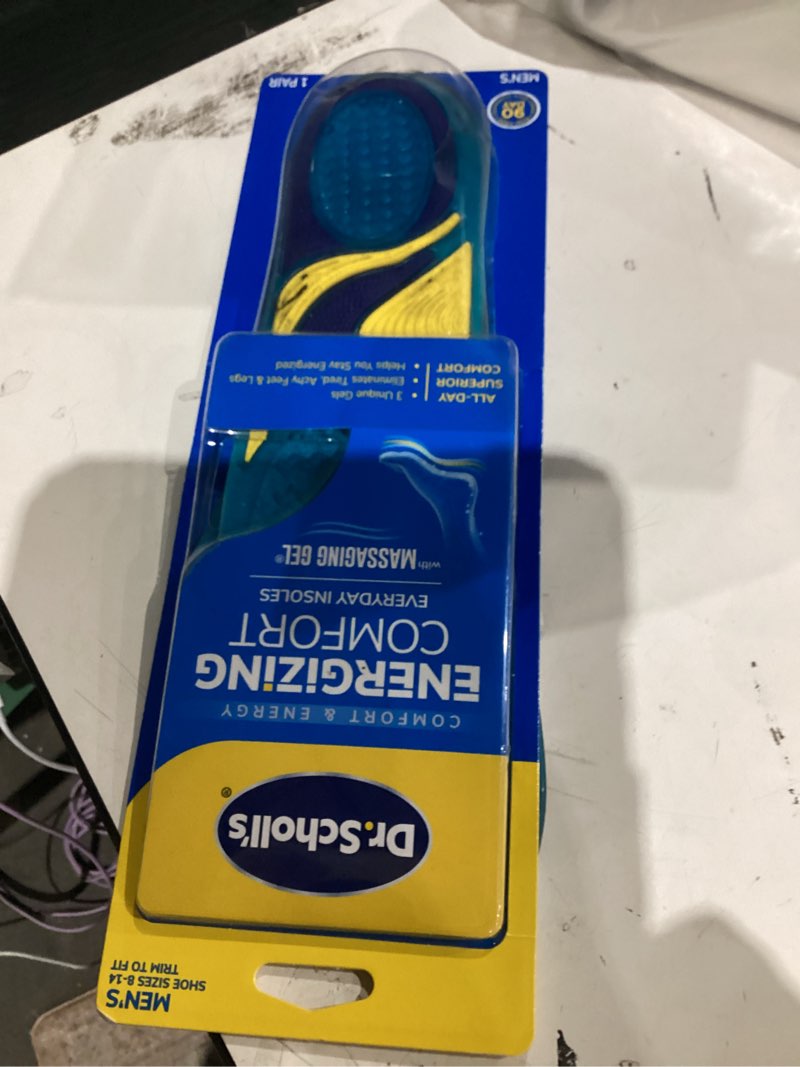 MEN'S
SHOE SIZES 8-14
TRIM TO FIT
Dr.Scholl's®
COMFORT & ENERGY
ENERGIZING
COMFORT
EVERYDAY INSOLES
with MASSAGING GEL®
ALL-DAY
SUPERIOR
COMFORT
• 3 Unique Gels
• Eliminates Tired, Achy Feet & Legs
• Helps You Stay Energized
90
DAY
MEN'S
1 PAIR